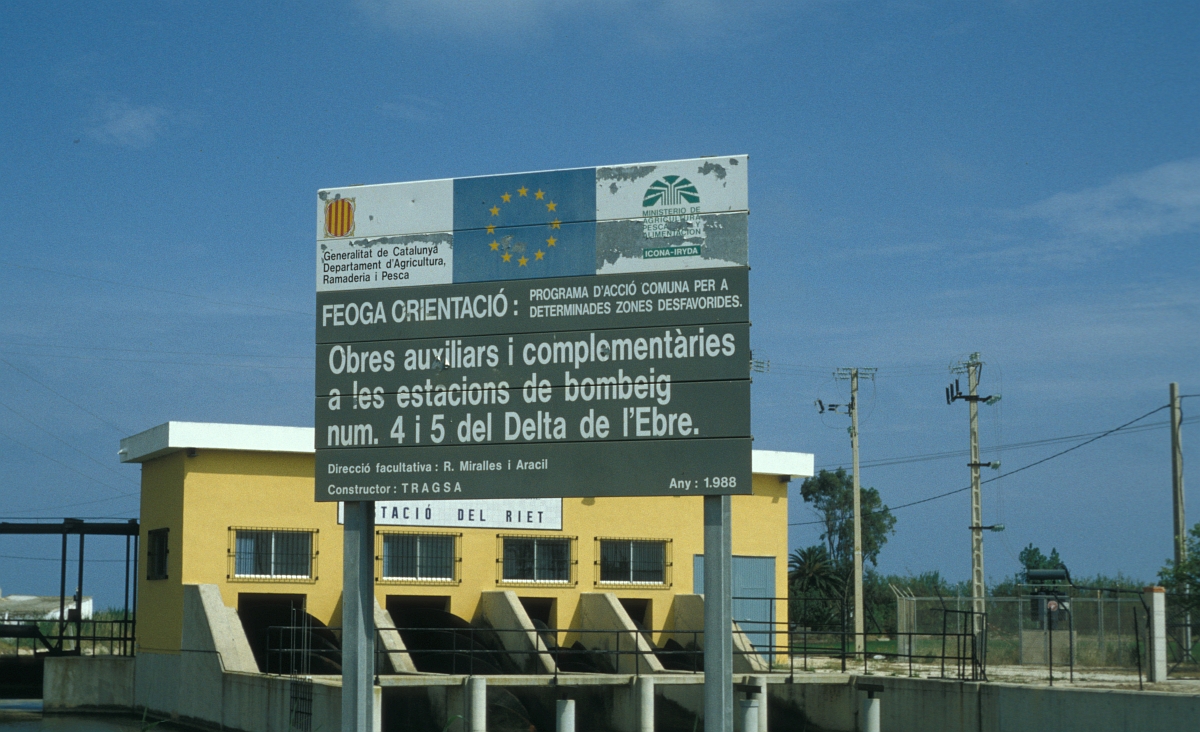 Generalitat de Catalunya
Departament d'Agricultura,
Ramaderia i Pesca
MINISTERIO DE
AGRICULTURA
PESCA Y
ALIMENTACION
ICONA-IRYDA
FEOGA ORIENTACIÓ: PROGRAMA D'ACCIÓ COMUNA PER A
DETERMINADES ZONES DESFAVORIDES.
Obres auxiliars i complementàries
a les estacions de bombeig
num. 4 i 5 del Delta de l'Ebre.
Direcció facultativa: R. Miralles i Aracil
Constructor: TRAGSA Any: 1.988
TACIÓ DEL RIET